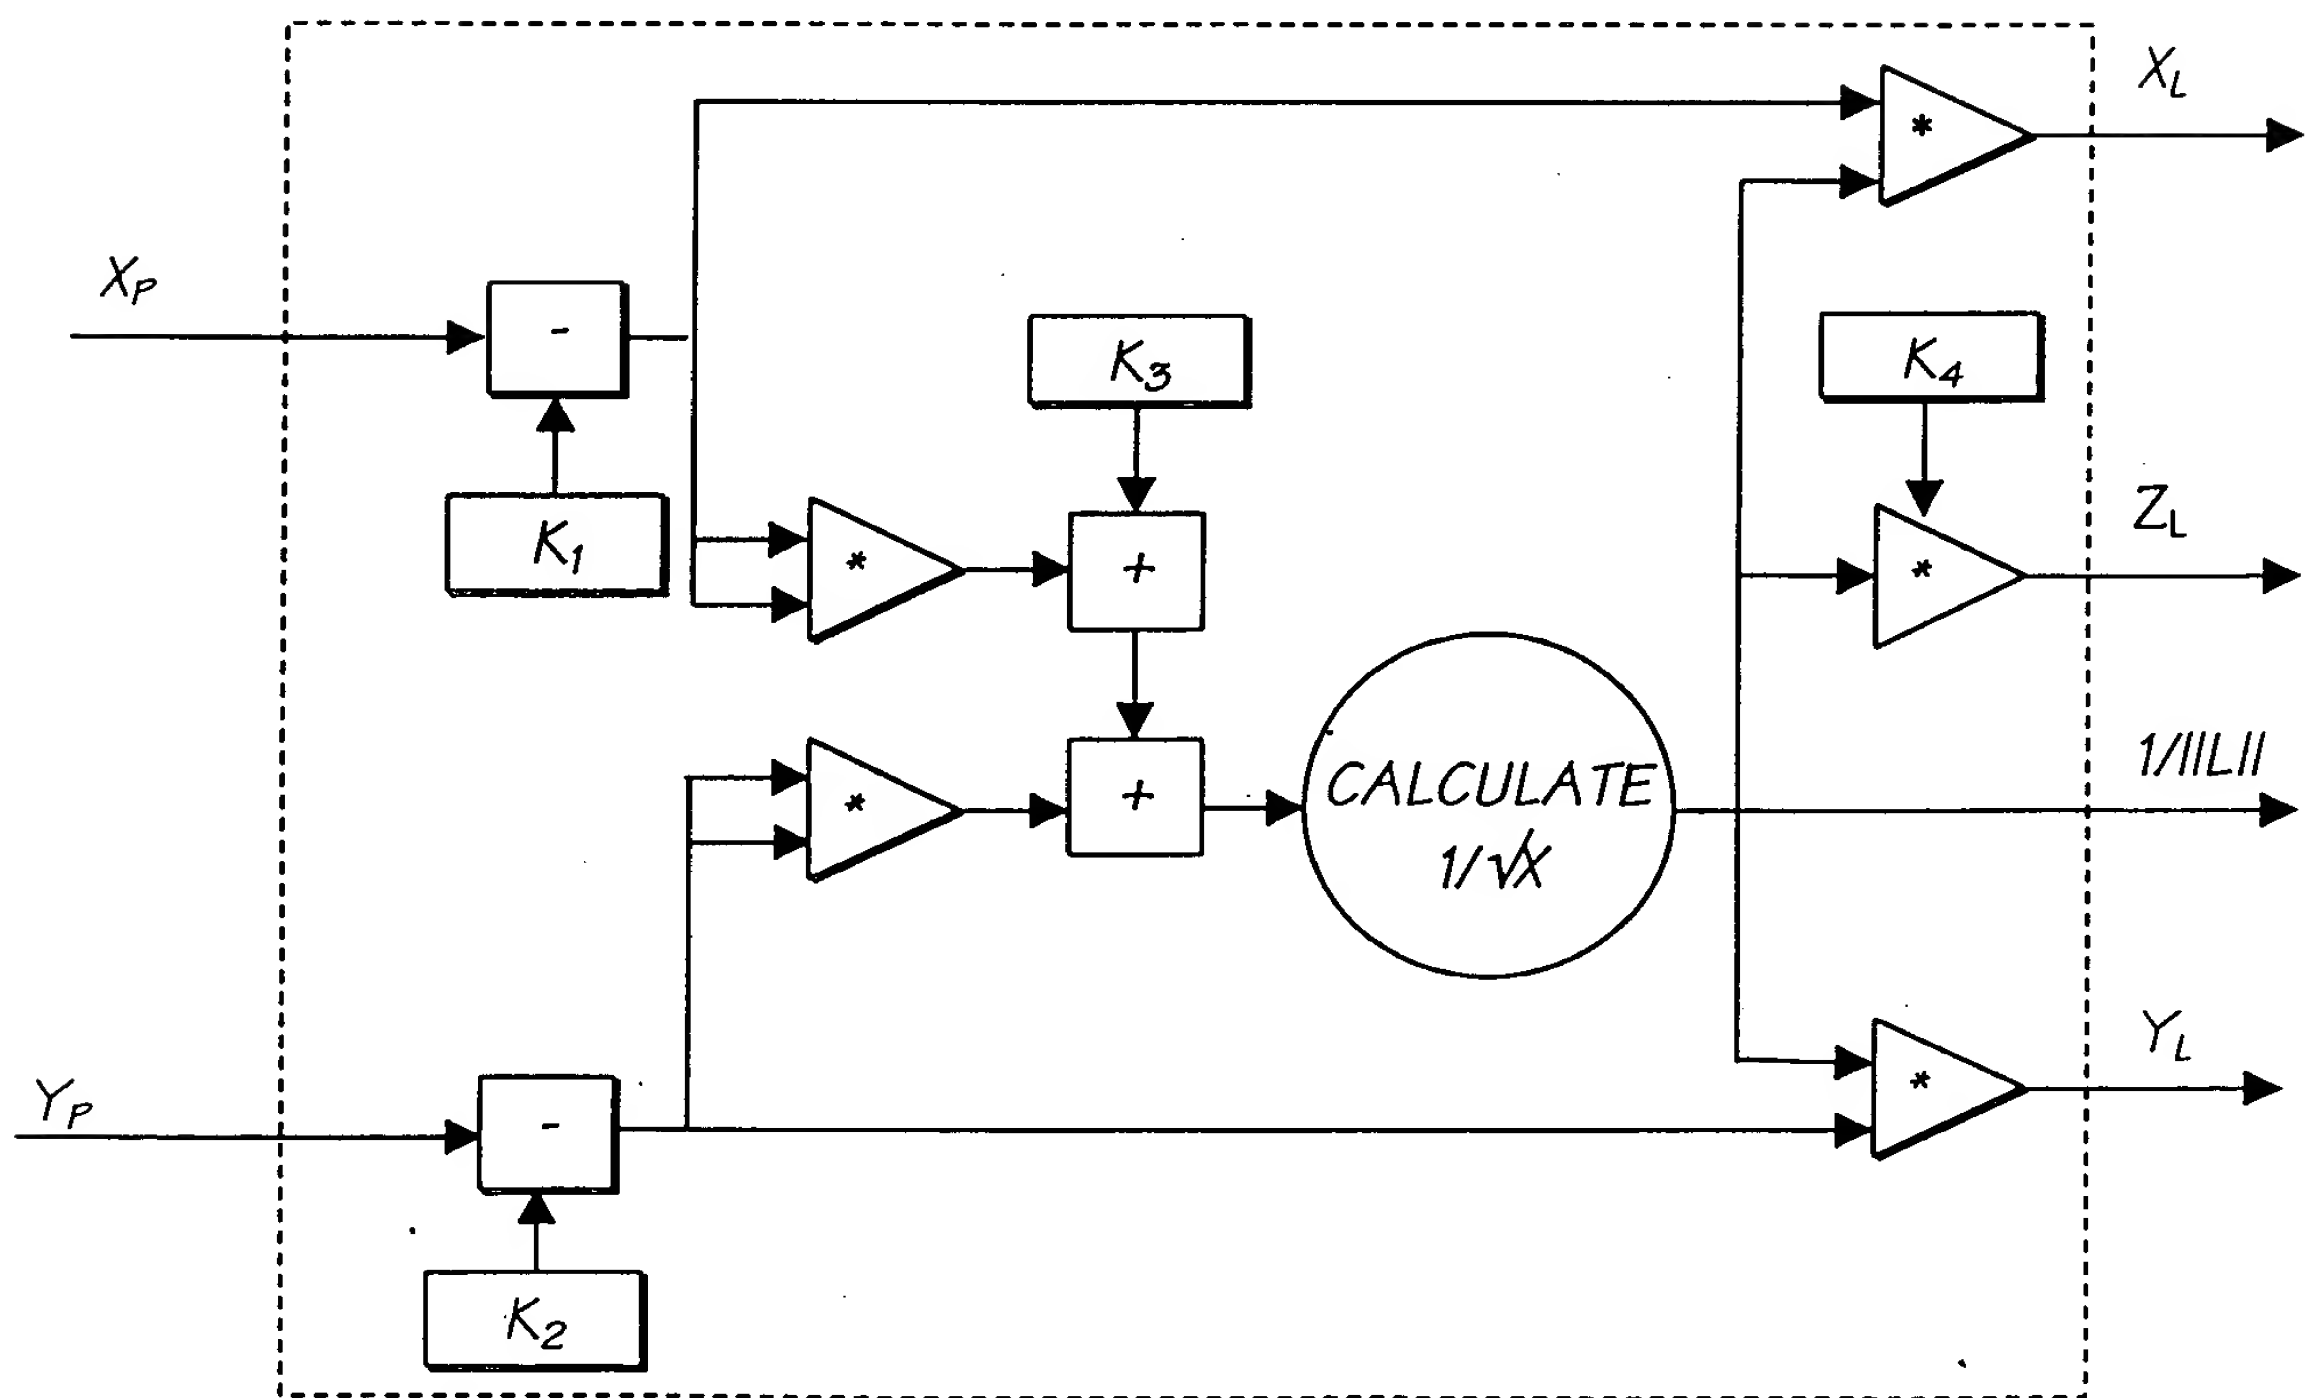 X_L
X_P
-
*
K_3
K_4
K_1
*
+
*
Z_L
1/||L||
*
+
CALCULATE
1/√X
Y_L
Y_P
-
*
K_2